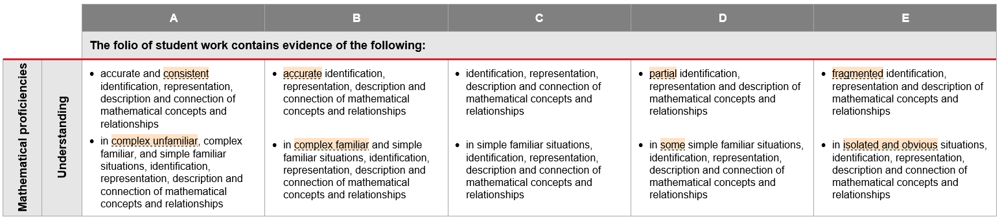 A B C D E
The folio of student work contains evidence of the following:
Mathematical proficiencies
Understanding
• accurate and consistent
identification, representation,
description and connection of
mathematical concepts and
relationships
• in complex unfamiliar, complex
familiar, and simple familiar
situations, identification,
representation, description and
connection of mathematical
concepts and relationships
• accurate identification,
representation, description and
connection of mathematical
concepts and relationships
• in complex familiar and simple
familiar situations, identification,
representation, description and
connection of mathematical
concepts and relationships
• identification, representation,
description and connection of
mathematical concepts and
relationships
• in simple familiar situations,
identification, representation,
description and connection of
mathematical concepts and
relationships
• partial identification,
representation and description of
mathematical concepts and
relationships
• in some simple familiar situations,
identification, representation,
description and connection of
mathematical concepts and
relationships
• fragmented identification,
representation and description of
mathematical concepts and
relationships
• in isolated and obvious situations,
identification, representation,
description and connection of
mathematical concepts and
relationships